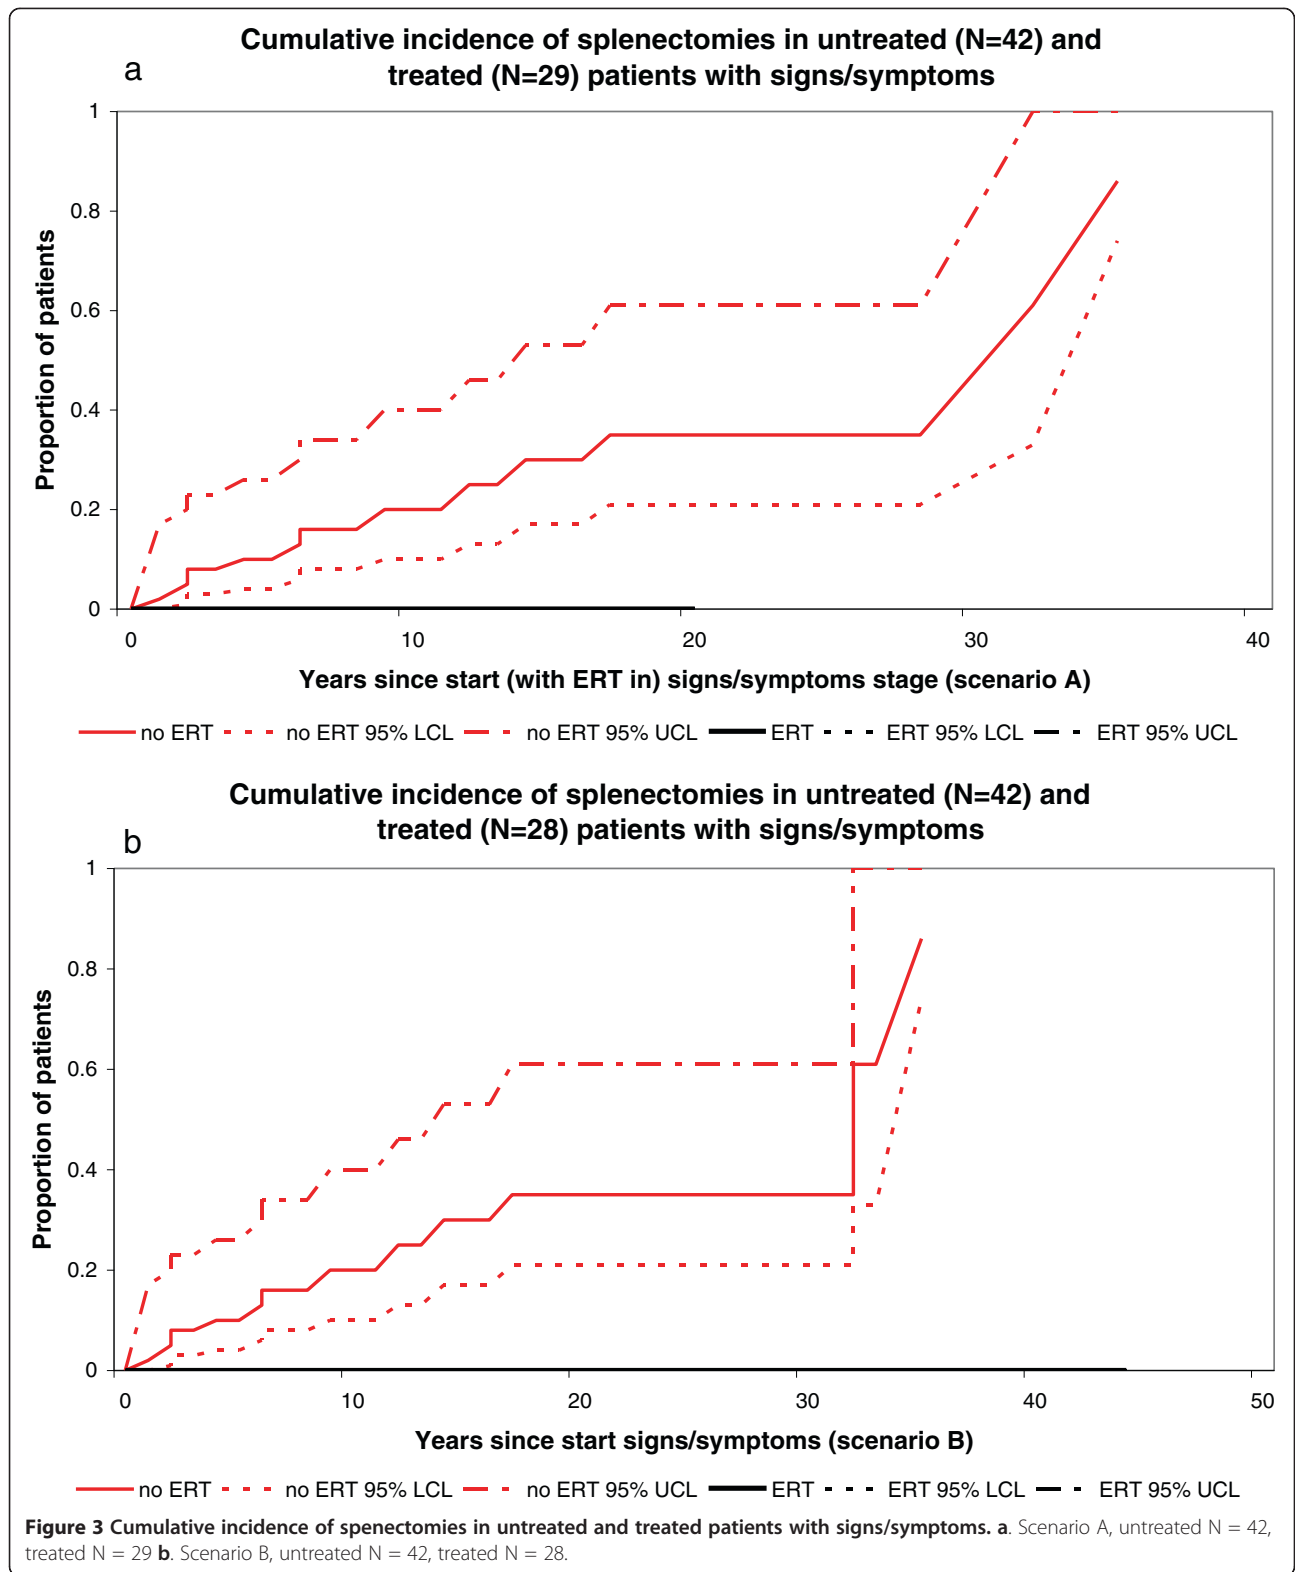 Cumulative incidence of splenectomies in untreated (N=42) and
treated (N=29) patients with signs/symptoms
a
1
0.8
0.6
0.4
0.2
0
Proportion of patients
0 10 20 30 40
Years since start (with ERT in) signs/symptoms stage (scenario A)
no ERT no ERT 95% LCL no ERT 95% UCL ERT ERT 95% LCL ERT 95% UCL
Cumulative incidence of splenectomies in untreated (N=42) and
treated (N=28) patients with signs/symptoms
b
1
0.8
0.6
0.4
0.2
0
Proportion of patients
0 10 20 30 40 50
Years since start signs/symptoms (scenario B)
no ERT no ERT 95% LCL no ERT 95% UCL ERT ERT 95% LCL ERT 95% UCL
Figure 3 Cumulative incidence of spenectomies in untreated and treated patients with signs/symptoms. a. Scenario A, untreated N = 42,
treated N = 29 b. Scenario B, untreated N = 42, treated N = 28.